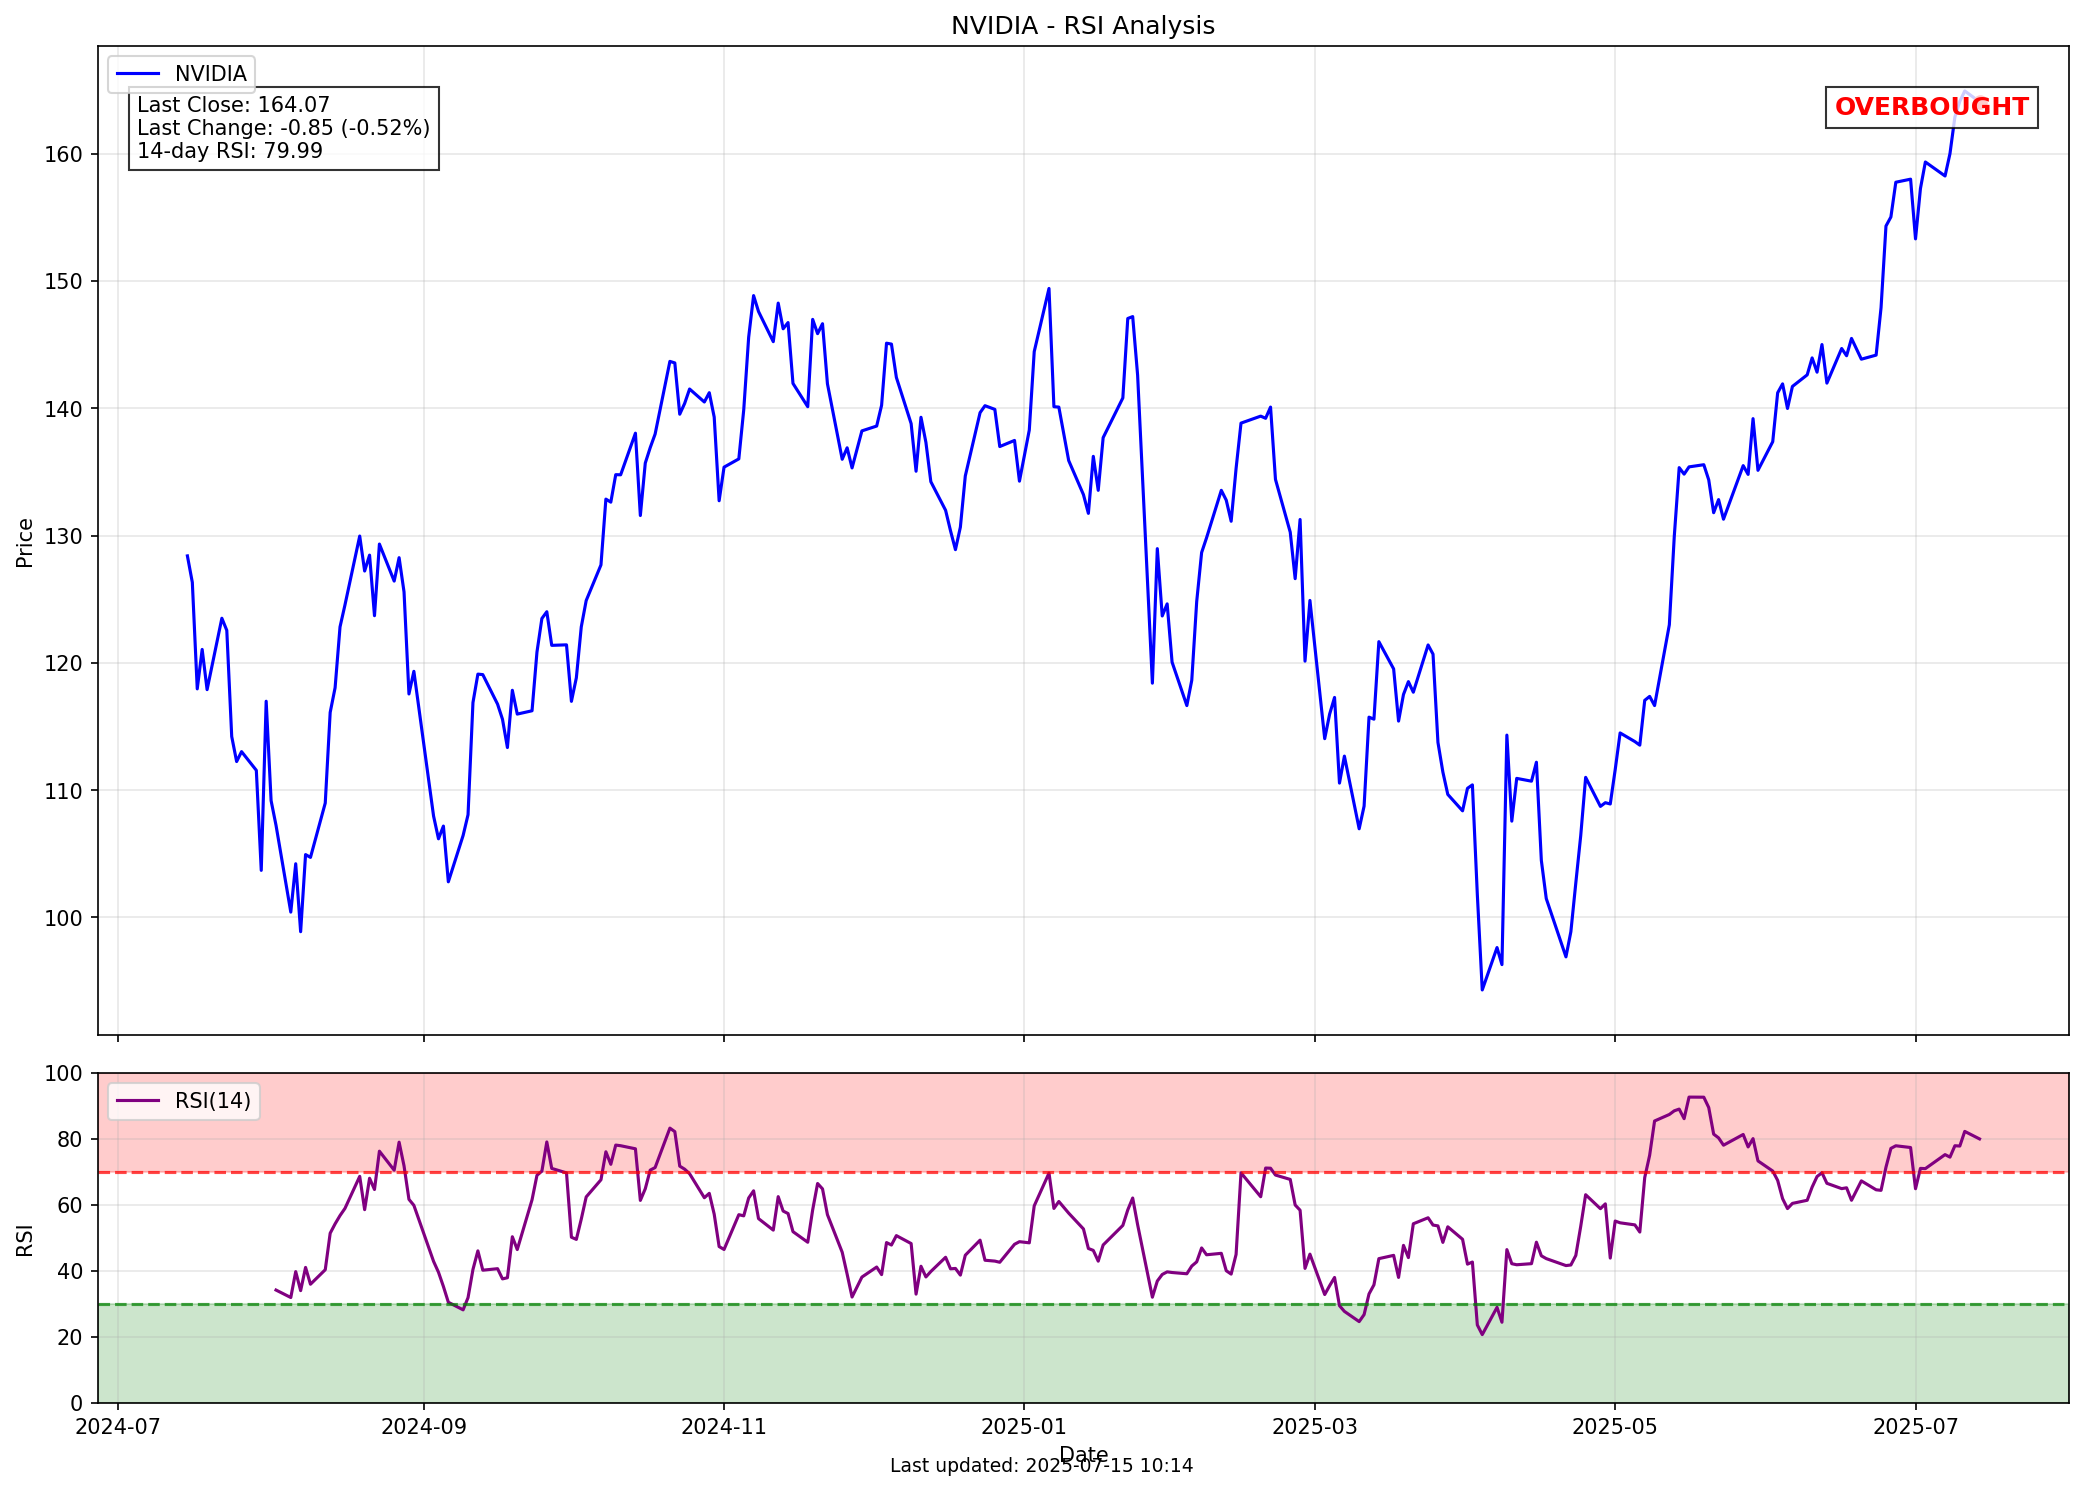 NVIDIA - RSI Analysis
NVIDIA
Last Close: 164.07
Last Change: -0.85 (-0.52%)
14-day RSI: 79.99
OVERBOUGHT
Price
160
150
140
130
120
110
100
RSI(14)
RSI
100
80
60
40
20
0
2024-07
2024-09
2024-11
2025-01
2025-03
2025-05
2025-07
Date
Last updated: 2025-07-15 10:14